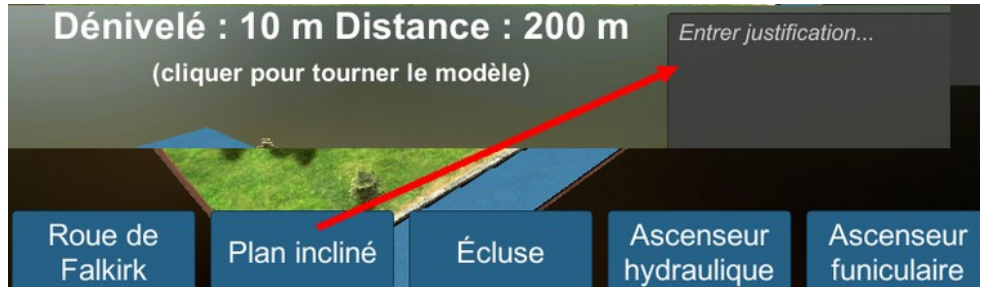 Dénivelé : 10 m Distance : 200 m
Entrer justification...
(cliquer pour tourner le modèle)
Roue de
Falkirk
Plan incliné
Écluse
Ascenseur
hydraulique
Ascenseur
funiculaire